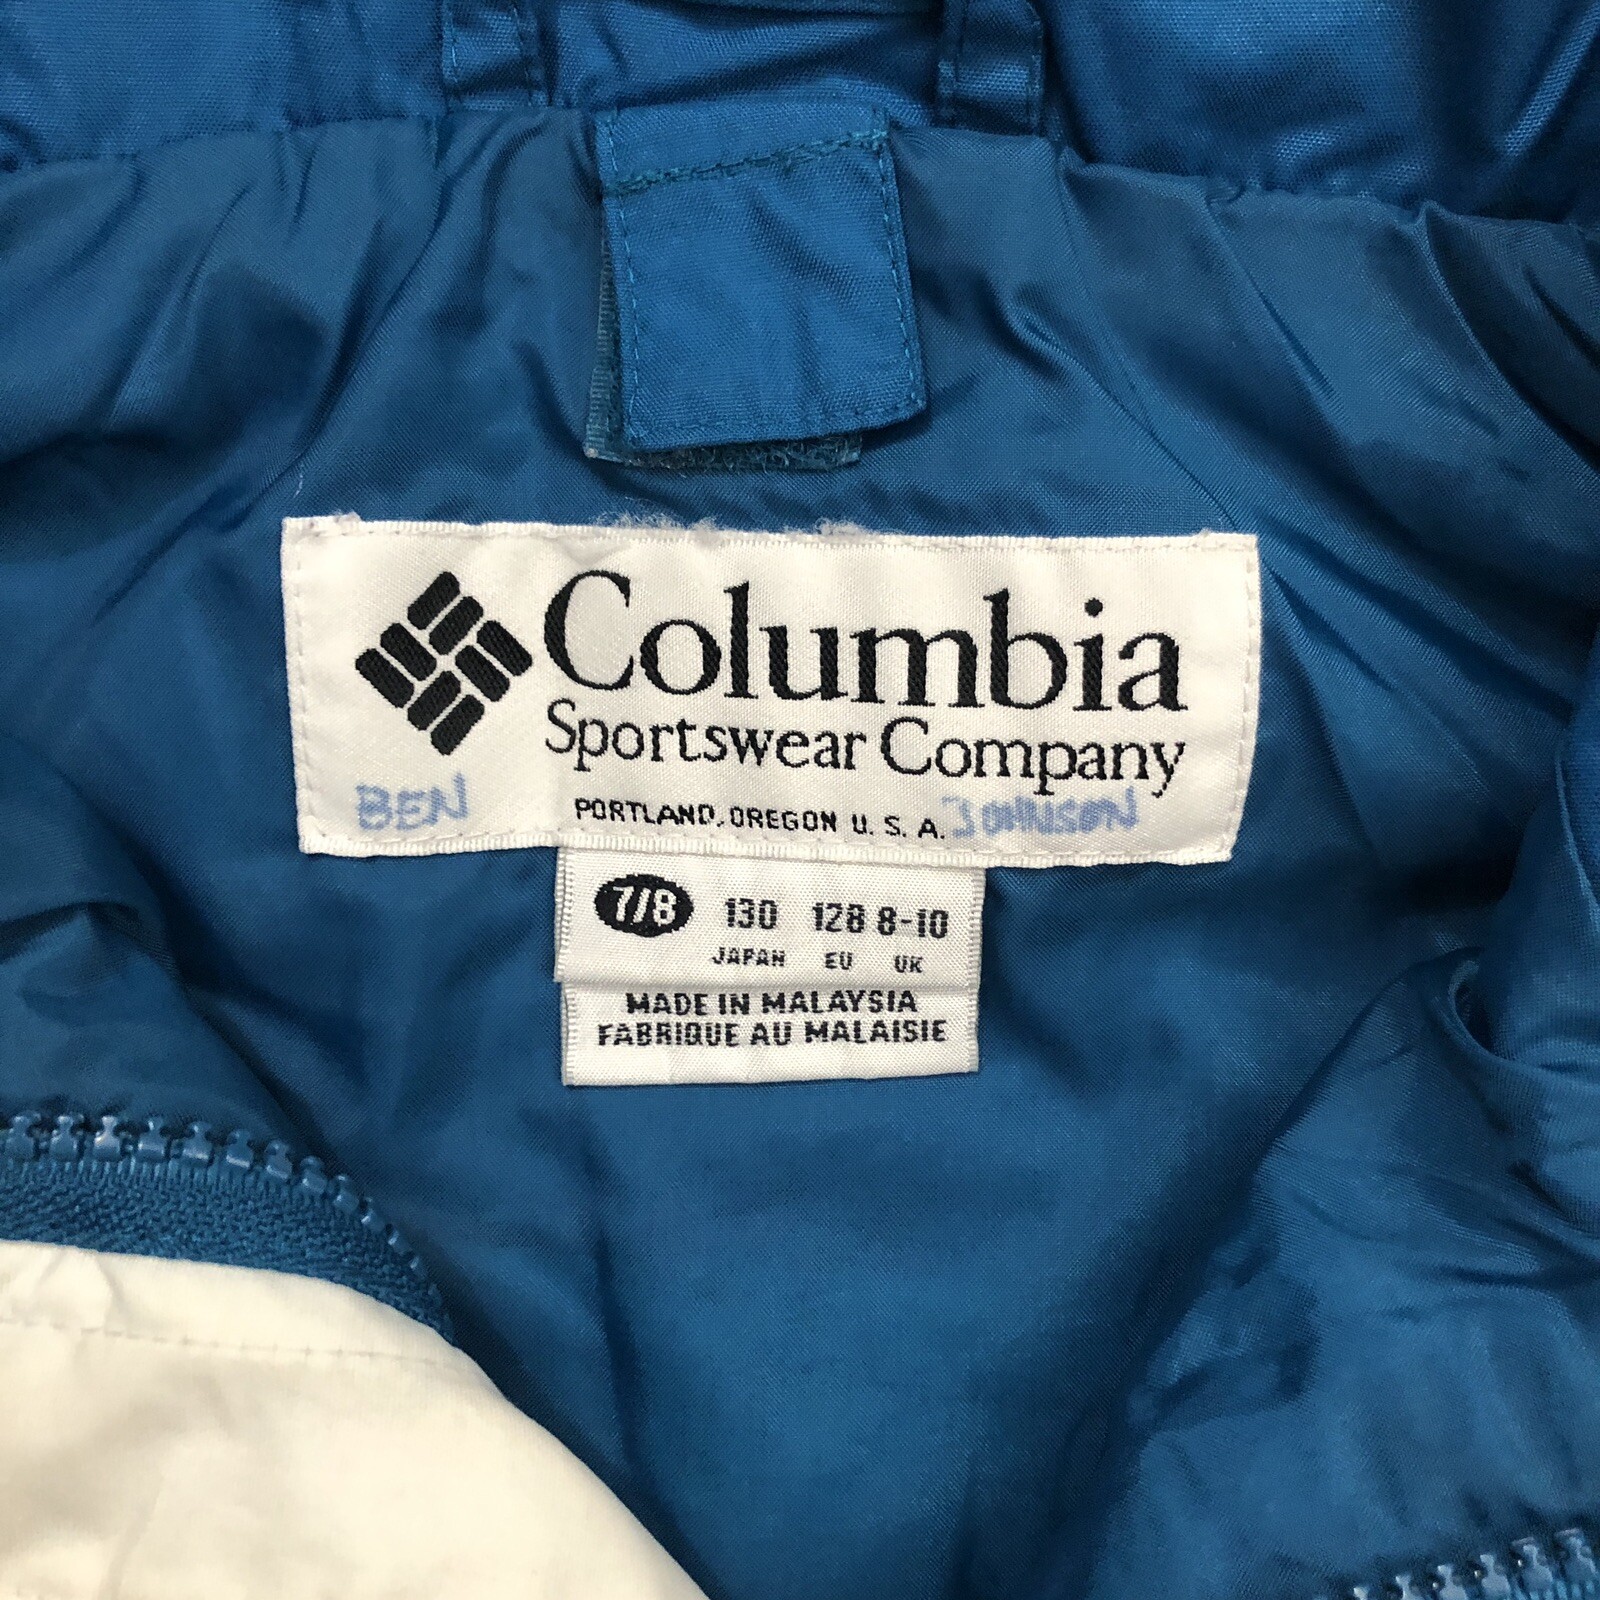 Columbia
Sportswear Company
BEN PORTLAND, OREGON U. S. A. JOHNSON
7/8 130 128 8-10
JAPAN EU UK
MADE IN MALAYSIA
FABRIQUE AU MALAISIE